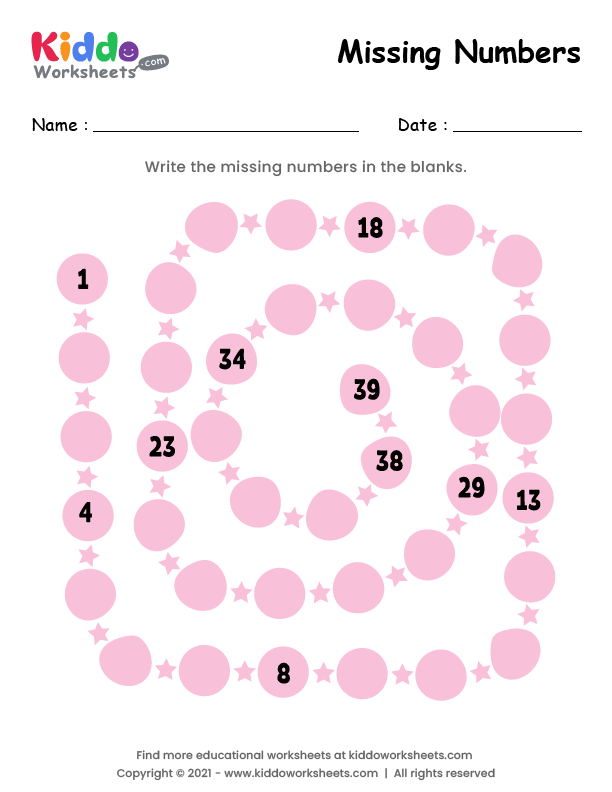 Kiddo
Worksheets.com
Missing Numbers
Name :
Date :
Write the missing numbers in the blanks.
18
1
34
39
23
38
29
13
4
8
Find more educational worksheets at kiddoworksheets.com
Copyright © 2021 - www.kiddoworksheets.com | All rights reserved